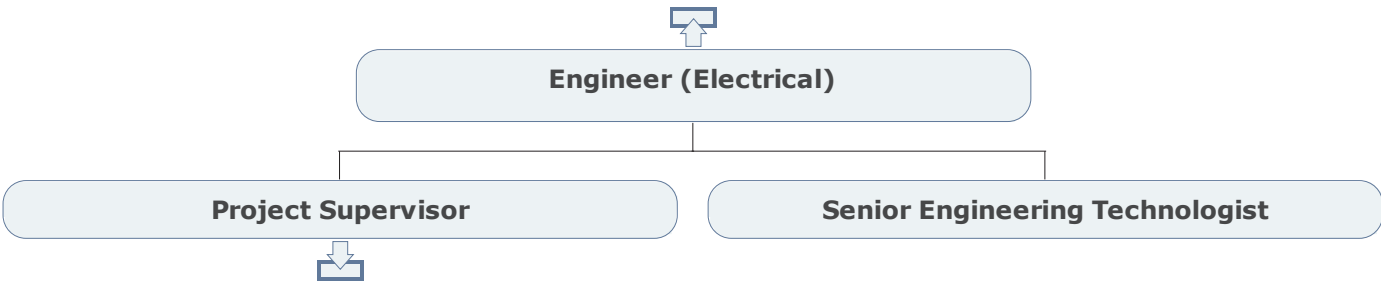 Engineer (Electrical)
Project Supervisor
Senior Engineering Technologist